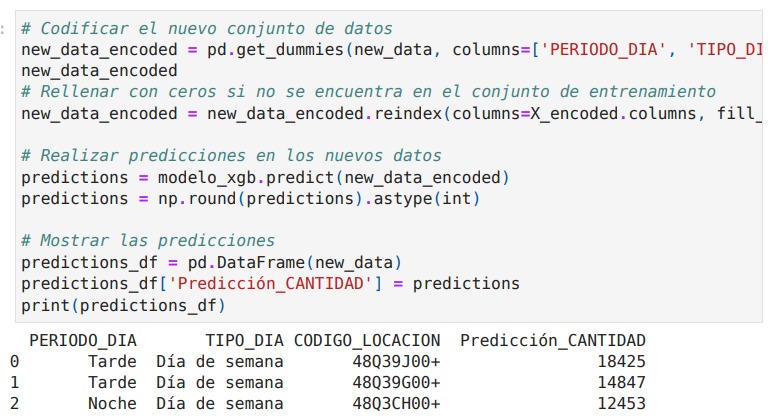 # Codificar el nuevo conjunto de datos
new_data_encoded = pd.get_dummies(new_data, columns=['PERIODO_DIA', 'TIPO_DI
new_data_encoded
# Rellenar con ceros si no se encuentra en el conjunto de entrenamiento
new_data_encoded = new_data_encoded.reindex(columns=X_encoded.columns, fill_
# Realizar predicciones en los nuevos datos
predictions = modelo_xgb.predict(new_data_encoded)
predictions = np.round(predictions).astype(int)
# Mostrar las predicciones
predictions_df = pd.DataFrame(new_data)
predictions_df['Predicción_CANTIDAD'] = predictions
print(predictions_df)
PERIODO_DIA TIPO_DIA CODIGO_LOCACION Predicción_CANTIDAD
0 Tarde Día de semana 48Q39J00+ 18425
1 Tarde Día de semana 48Q39G00+ 14847
2 Noche Día de semana 48Q3CH00+ 12453